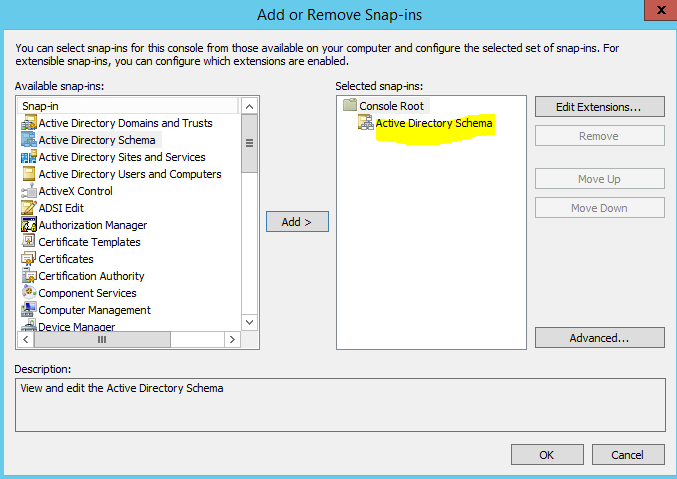 Add or Remove Snap-ins
x
You can select snap-ins for this console from those available on your computer and configure the selected set of snap-ins. For
extensible snap-ins, you can configure which extensions are enabled.
Available snap-ins:
Snap-in
Active Directory Domains and Trusts
Active Directory Schema
Active Directory Sites and Services
Active Directory Users and Computers
ActiveX Control
ADSI Edit
Authorization Manager
Certificate Templates
Certificates
Certification Authority
Component Services
Computer Management
Device Manager
Add >
Selected snap-ins:
Console Root
Active Directory Schema
Edit Extensions...
Remove
Move Up
Move Down
Advanced...
Description:
View and edit the Active Directory Schema
OK
Cancel